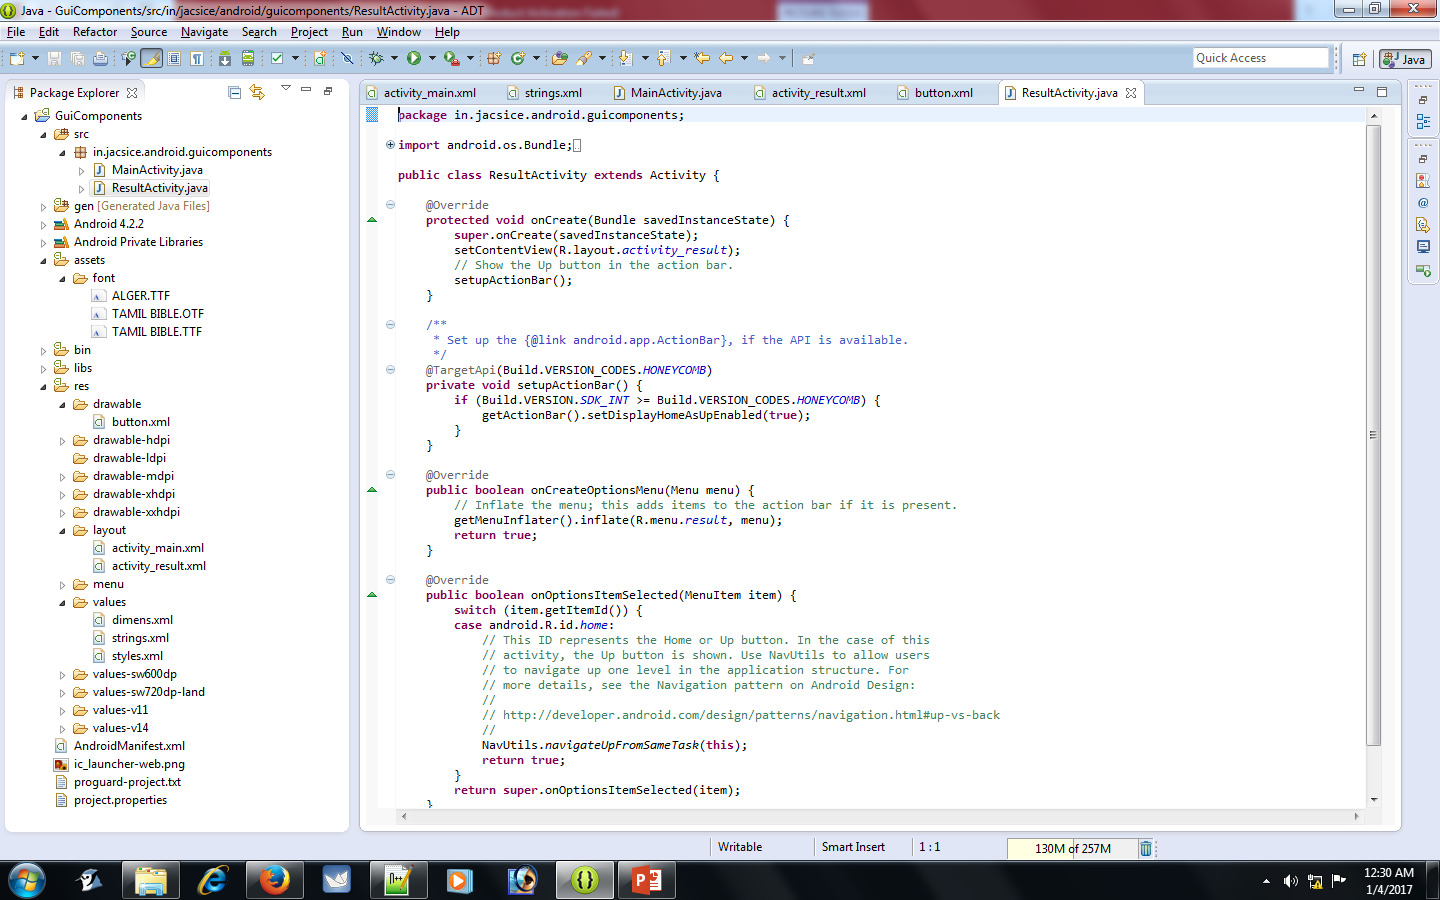 Java - GuiComponents/src/in/jacsice/android/guicomponents/ResultActivity.java - ADT
File Edit Refactor Source Navigate Search Project Run Window Help
Quick Access
Java
Package Explorer
GuiComponents
src
in.jacsice.android.guicomponents
MainActivity.java
ResultActivity.java
gen [Generated Java Files]
Android 4.2.2
Android Private Libraries
assets
font
ALGER.TTF
TAMIL BIBLE.OTF
TAMIL BIBLE.TTF
bin
libs
res
drawable
button.xml
drawable-hdpi
drawable-ldpi
drawable-mdpi
drawable-xhdpi
drawable-xxhdpi
layout
activity_main.xml
activity_result.xml
menu
values
dimens.xml
strings.xml
styles.xml
values-sw600dp
values-sw720dp-land
values-v11
values-v14
AndroidManifest.xml
ic_launcher-web.png
proguard-project.txt
project.properties
activity_main.xml strings.xml MainActivity.java activity_result.xml button.xml ResultActivity.java
package in.jacsice.android.guicomponents;
import android.os.Bundle;
public class ResultActivity extends Activity {
@Override
protected void onCreate(Bundle savedInstanceState) {
super.onCreate(savedInstanceState);
setContentView(R.layout.activity_result);
// Show the Up button in the action bar.
setupActionBar();
}
/**
* Set up the {@link android.app.ActionBar}, if the API is available.
*/
@TargetApi(Build.VERSION_CODES.HONEYCOMB)
private void setupActionBar() {
if (Build.VERSION.SDK_INT >= Build.VERSION_CODES.HONEYCOMB) {
getActionBar().setDisplayHomeAsUpEnabled(true);
}
}
@Override
public boolean onCreateOptionsMenu(Menu menu) {
// Inflate the menu; this adds items to the action bar if it is present.
getMenuInflater().inflate(R.menu.result, menu);
return true;
}
@Override
public boolean onOptionsItemSelected(MenuItem item) {
switch (item.getItemId()) {
case android.R.id.home:
// This ID represents the Home or Up button. In the case of this
// activity, the Up button is shown. Use NavUtils to allow users
// to navigate up one level in the application structure. For
// more details, see the Navigation pattern on Android Design:
//
// http://developer.android.com/design/patterns/navigation.html#up-vs-back
//
NavUtils.navigateUpFromSameTask(this);
return true;
}
return super.onOptionsItemSelected(item);
}
Writable Smart Insert 1 : 1 130M of 257M
12:30 AM
1/4/2017